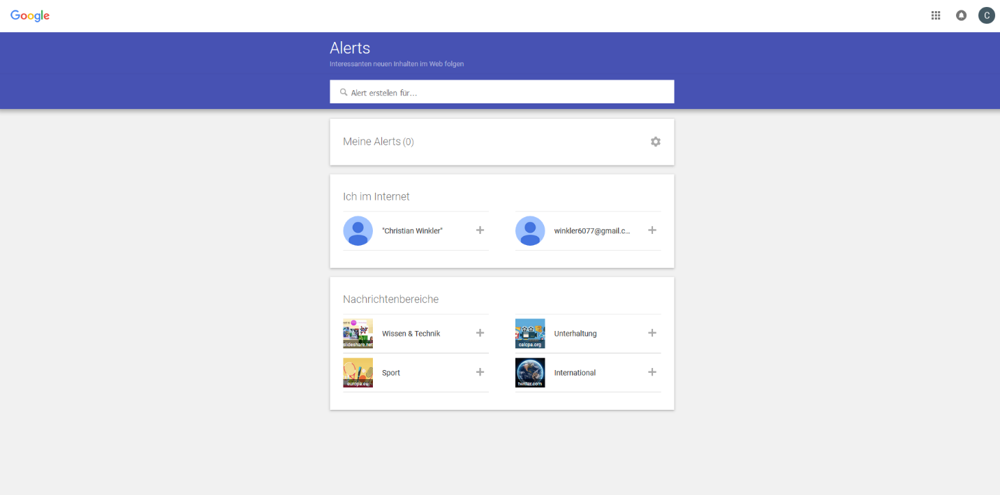 Google
C
Alerts
Interessanten neuen Inhalten im Web folgen
Alert erstellen für...
Meine Alerts (0)
Ich im Internet
"Christian Winkler"
winkler6077@gmail.c...
Nachrichtenbereiche
slideshare.net
Wissen & Technik
calcpa.org
Unterhaltung
europa.eu
Sport
twitter.com
International